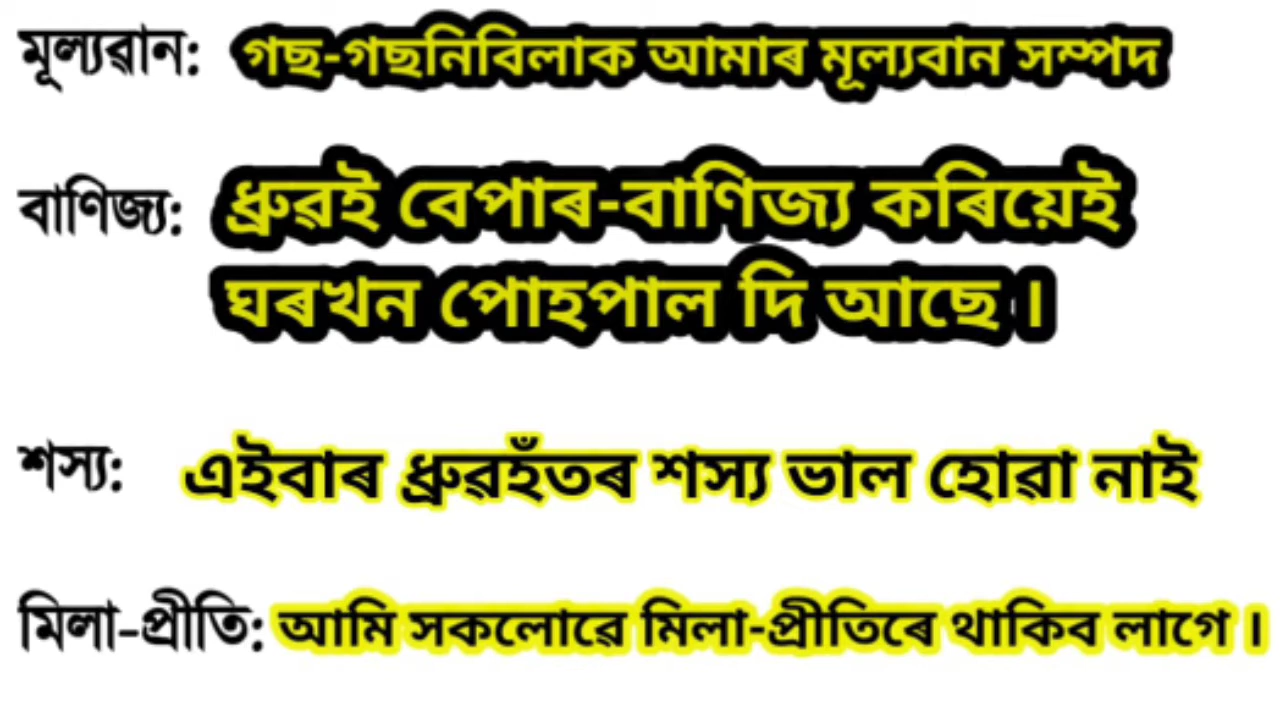 মূল্যৱান: গছ-গছনিবিলাক আমাৰ মূল্যবান সম্পদ
বাণিজ্য: ধ্ৰুৱই বেপাৰ-বাণিজ্য কৰিয়েই
ঘৰখন পোহপাল দি আছে ।
শস্য: এইবাৰ ধ্ৰুৱহঁতৰ শস্য ভাল হোৱা নাই
মিলা-প্ৰীতি: আমি সকলোৱে মিলা-প্ৰীতিৰে থাকিব লাগে ।